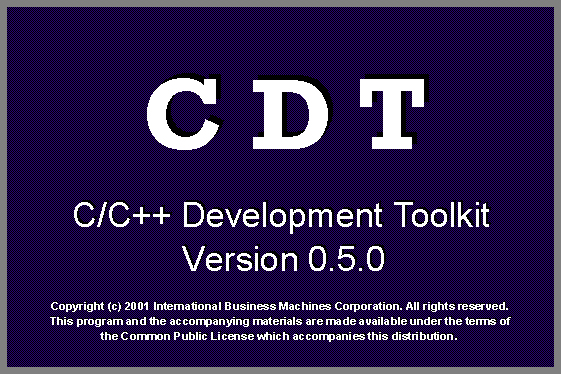 CDT
C/C++ Development Toolkit
Version 0.5.0
Copyright (c) 2001 International Business Machines Corporation. All rights reserved.
This program and the accompanying materials are made available under the terms of
the Common Public License which accompanies this distribution.